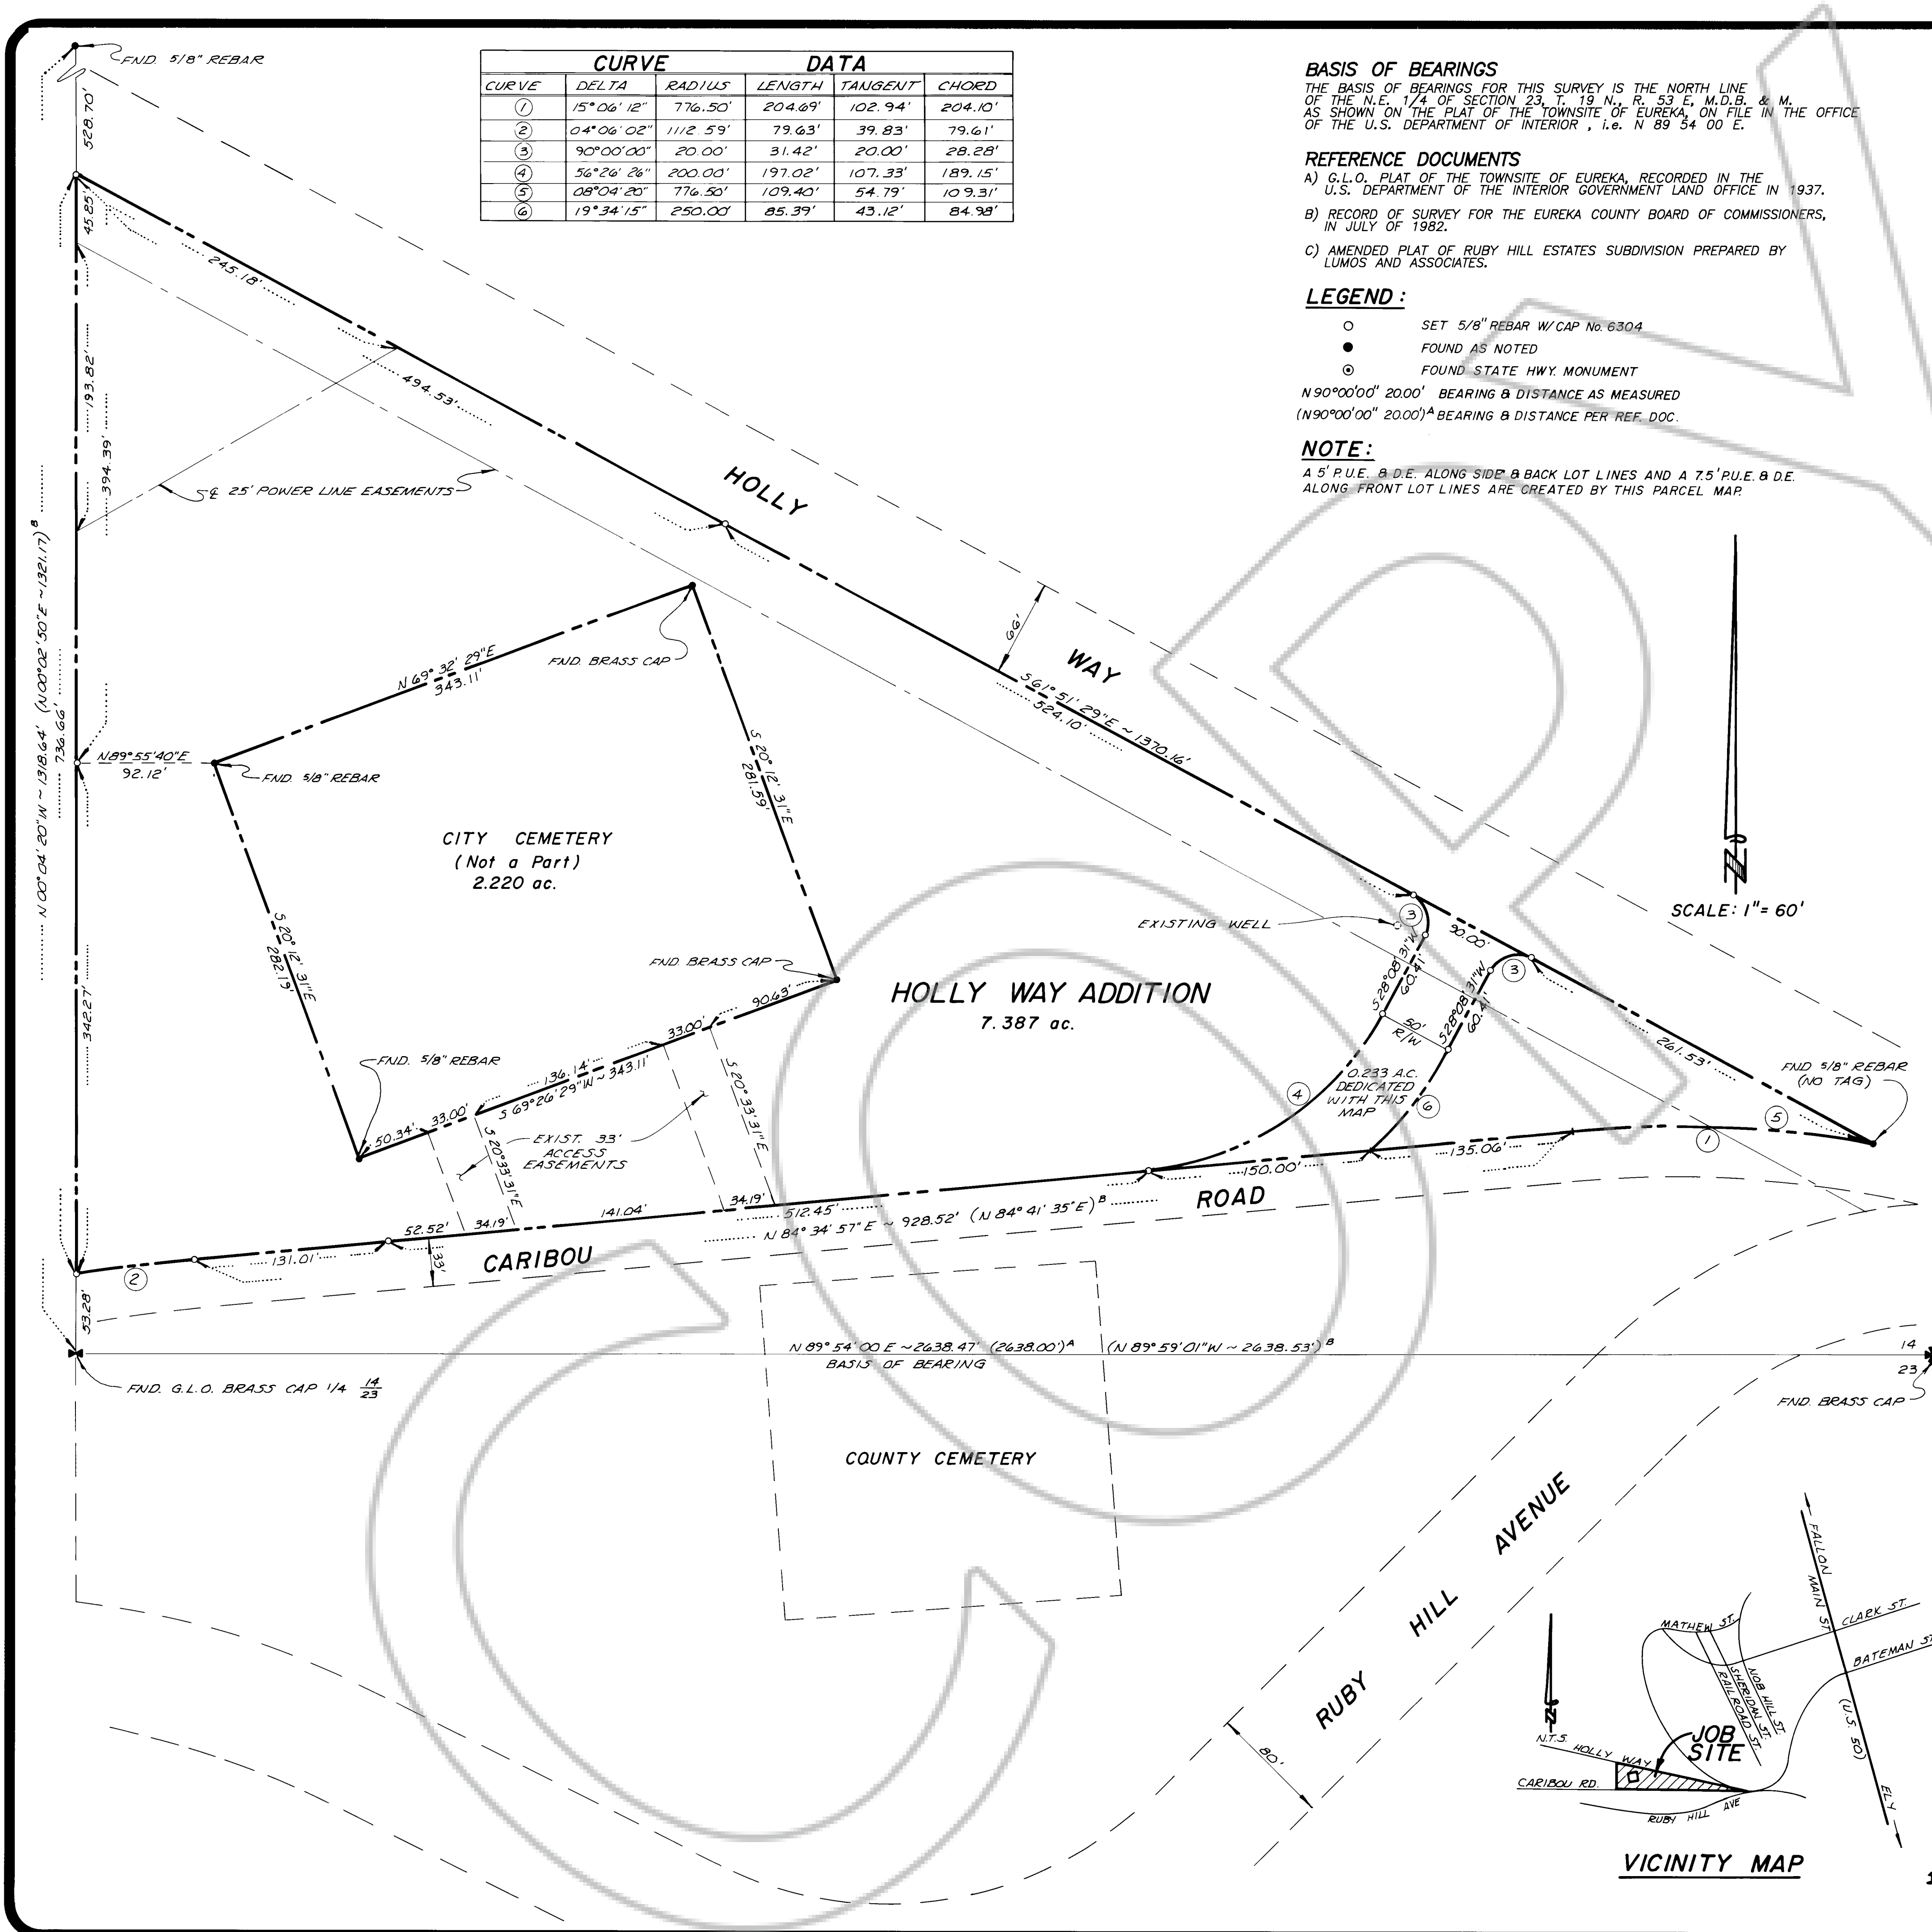 FND. 5/8" REBAR
CURVE DATA
CURVE DELTA RADIUS LENGTH TANGENT CHORD
1 15°06'12" 776.50' 204.69' 102.94' 204.10'
2 04°06'02" 1112.59' 79.63' 39.83' 79.61'
3 90°00'00" 20.00' 31.42' 20.00' 28.28'
4 56°26'26" 200.00' 197.02' 107.33' 189.15'
5 08°04'20" 776.50' 109.40' 54.79' 109.31'
6 19°34'15" 250.00' 85.39' 43.12' 84.98'
BASIS OF BEARINGS
THE BASIS OF BEARINGS FOR THIS SURVEY IS THE NORTH LINE
OF THE N.E. 1/4 OF SECTION 23, T. 19 N., R. 53 E, M.D.B. & M.
AS SHOWN ON THE PLAT OF THE TOWNSITE OF EUREKA, ON FILE IN THE OFFICE
OF THE U.S. DEPARTMENT OF INTERIOR , i.e. N 89 54 00 E.
REFERENCE DOCUMENTS
A) G.L.O. PLAT OF THE TOWNSITE OF EUREKA, RECORDED IN THE
U.S. DEPARTMENT OF THE INTERIOR GOVERNMENT LAND OFFICE IN 1937.
B) RECORD OF SURVEY FOR THE EUREKA COUNTY BOARD OF COMMISSIONERS,
IN JULY OF 1982.
C) AMENDED PLAT OF RUBY HILL ESTATES SUBDIVISION PREPARED BY
LUMOS AND ASSOCIATES.
LEGEND :
SET 5/8" REBAR W/ CAP No. 6304
FOUND AS NOTED
FOUND STATE HWY. MONUMENT
N 90°00'00" 20.00' BEARING & DISTANCE AS MEASURED
(N90°00'00" 20.00')A BEARING & DISTANCE PER REF. DOC.
NOTE:
A 5' P.U.E. & D.E. ALONG SIDE & BACK LOT LINES AND A 7.5' P.U.E. & D.E.
ALONG FRONT LOT LINES ARE CREATED BY THIS PARCEL MAP.
SCALE: 1"= 60'
528.70'
45.85'
193.82'
394.39'
N 00°04'20"W ~ 1318.64' (N00°02'50"E ~ 1321.17')B
736.66'
342.27'
53.28'
245.18'
494.53'
℄ 25' POWER LINE EASEMENTS
HOLLY
WAY
66'
S 61°51'29"E ~ 1370.16'
524.10'
N 69°32'29"E
343.11'
FND. BRASS CAP
N89°55'40"E
92.12'
FND. 5/8" REBAR
S 20°12'31"E
281.59'
CITY CEMETERY
(Not a Part)
2.220 ac.
S 20°12'31"E
282.19'
FND. BRASS CAP
90.63'
33.00'
136.14'
S 69°26'29"W ~ 343.11'
33.00'
50.34'
FND. 5/8" REBAR
EXIST. 33'
ACCESS
EASEMENTS
S 20°33'31"E
S 20°33'31"E
HOLLY WAY ADDITION
7.387 ac.
EXISTING WELL
3
90.00'
3
S 28°08'31"W
60.41'
S 28°08'31"W
60.41'
50'
R/W
261.53'
FND 5/8" REBAR
(NO TAG)
0.233 A.C.
DEDICATED
WITH THIS
MAP
4
6
5
1
135.06'
150.00'
2
131.01'
52.52'
34.19'
141.04'
34.19'
512.45'
N 84°34'57"E ~ 928.52' (N 84°41'35"E)B
33'
CARIBOU
ROAD
N 89°54'00 E ~ 2638.47' (2638.00')A (N 89°59'01"W ~ 2638.53')B
BASIS OF BEARING
FND. G.L.O. BRASS CAP 1/4 14/23
14
23
FND. BRASS CAP
COUNTY CEMETERY
RUBY HILL AVENUE
80'
FALLON
MAIN ST
CLARK ST.
BATEMAN ST
MATHEW ST.
NOB HILL ST.
SHERIDAN ST.
RAILROAD ST.
(U.S. 50)
ELY
N.T.S.
HOLLY WAY
JOB
SITE
CARIBOU RD.
RUBY HILL AVE
VICINITY MAP
COPY